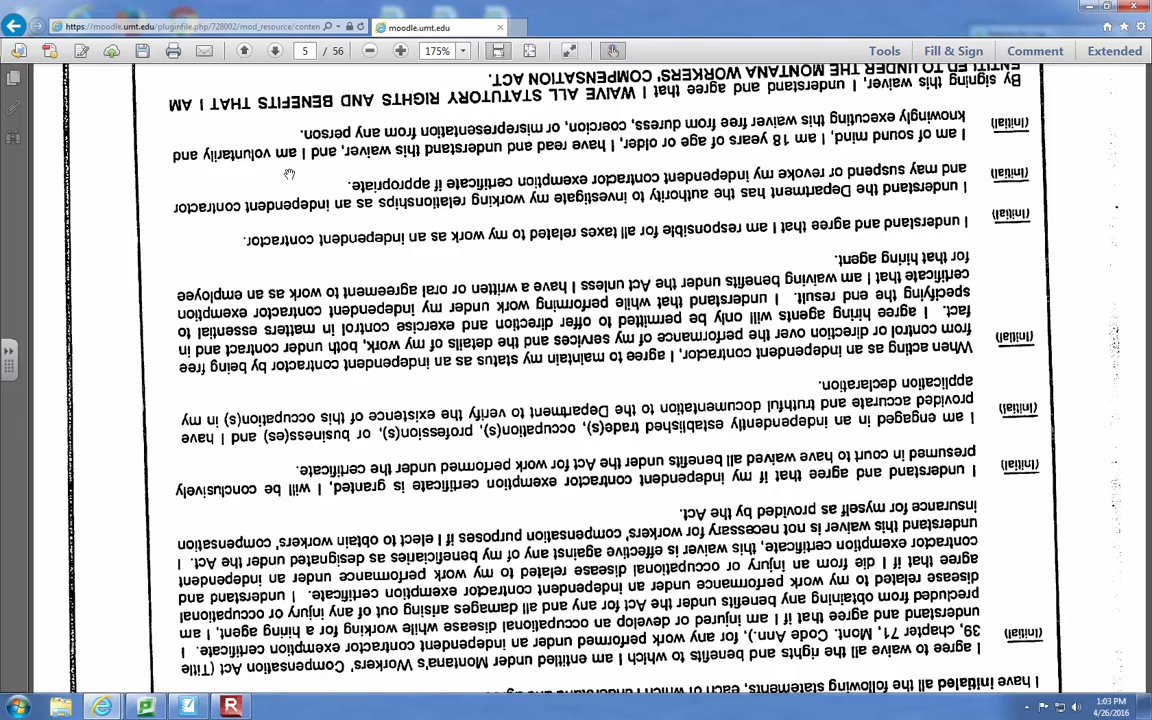 https://moodle.umt.edu/pluginfile.php/728002/mod_resource/conten
moodle.umt.edu
5 / 56
175%
Tools
Fill & Sign
Comment
Extended
I have initialed all the following statements, each of which I understand and
(Initial) I agree to waive all the rights and benefits to which I am entitled under Montana's Workers' Compensation Act (Title
39, chapter 71, Mont. Code Ann.), for any work performed under an independent contractor exemption certificate. I
understand and agree that if I am injured or develop an occupational disease while working for a hiring agent, I am
precluded from obtaining any benefits under the Act for any and all damages arising out of any injury or occupational
disease related to my work performance under an independent contractor exemption certificate. I understand and
agree that if I die from an injury or occupational disease related to my work performance under an independent
contractor exemption certificate, this waiver is effective against any of my beneficiaries as designated under the Act. I
understand this waiver is not necessary for workers' compensation purposes if I elect to obtain workers' compensation
insurance for myself as provided by the Act.
(Initial) I understand and agree that if my independent contractor exemption certificate is granted, I will be conclusively
presumed in court to have waived all benefits under the Act for work performed under the certificate.
(Initial) I am engaged in an independently established trade(s), occupation(s), profession(s), or business(es) and I have
provided accurate and truthful documentation to the Department to verify the existence of this occupation(s) in my
application declaration.
(Initial) When acting as an independent contractor, I agree to maintain my status as an independent contractor by being free
from control or direction over the performance of my services and the details of my work, both under contract and in
fact. I agree hiring agents will only be permitted to offer direction and exercise control in matters essential to
specifying the end result. I understand that while performing work under my independent contractor exemption
certificate that I am waiving benefits under the Act unless I have a written or oral agreement to work as an employee
for that hiring agent.
(Initial) I understand and agree that I am responsible for all taxes related to my work as an independent contractor.
(Initial) I understand the Department has the authority to investigate my working relationships as an independent contractor
and may suspend or revoke my independent contractor exemption certificate if appropriate.
(Initial) I am of sound mind, I am 18 years of age or older, I have read and understand this waiver, and I am voluntarily and
knowingly executing this waiver free from duress, coercion, or misrepresentation from any person.
By signing this waiver, I understand and agree that I WAIVE ALL STATUTORY RIGHTS AND BENEFITS THAT I AM
ENTITLED TO UNDER THE MONTANA WORKERS' COMPENSATION ACT.
1:03 PM
4/26/2016